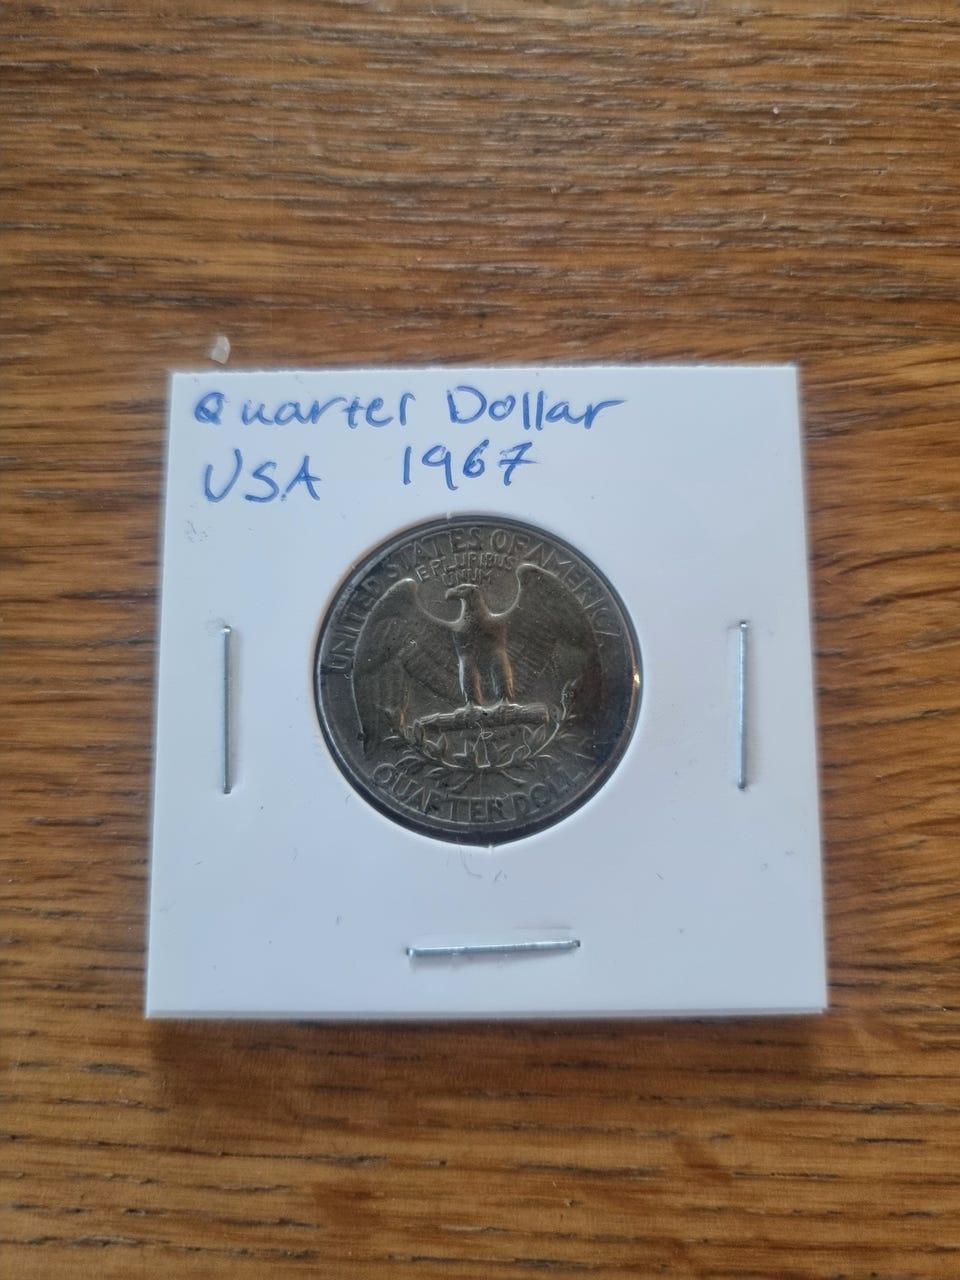 Quarter Dollar
USA 1967
UNITED STATES OF AMERICA
E PLURIBUS
UNUM
QUARTER DOLLAR